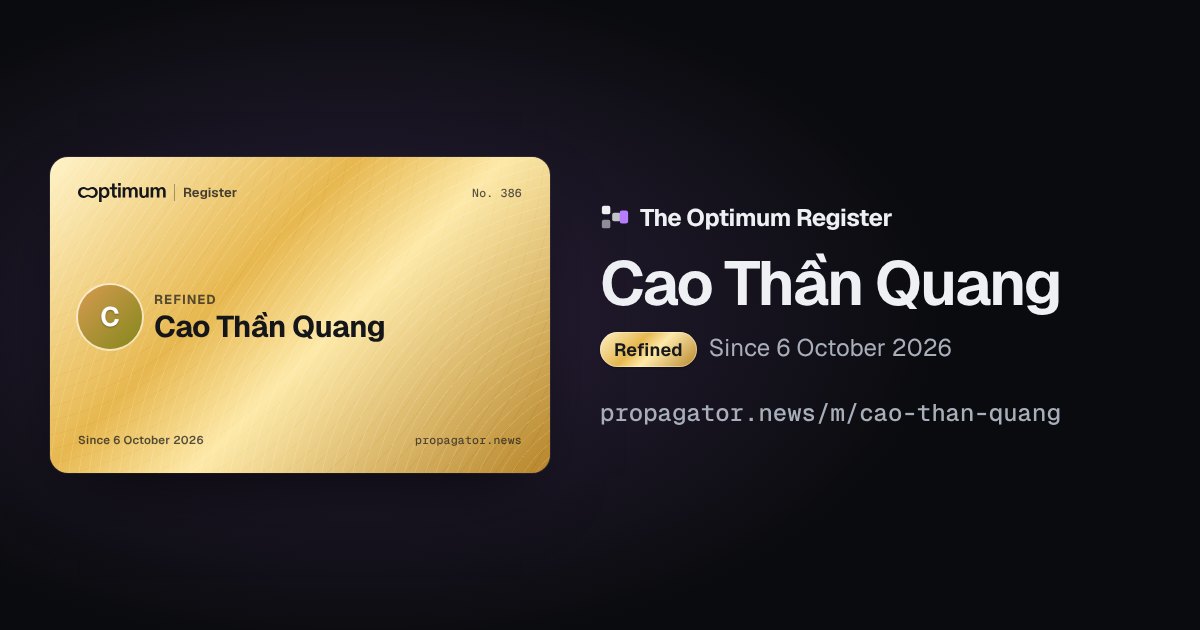 optimum | Register
No. 386
C
REFINED
Cao Thần Quang
Since 6 October 2026
propagator.news
The Optimum Register
Cao Thần Quang
Refined
Since 6 October 2026
propagator.news/m/cao-than-quang